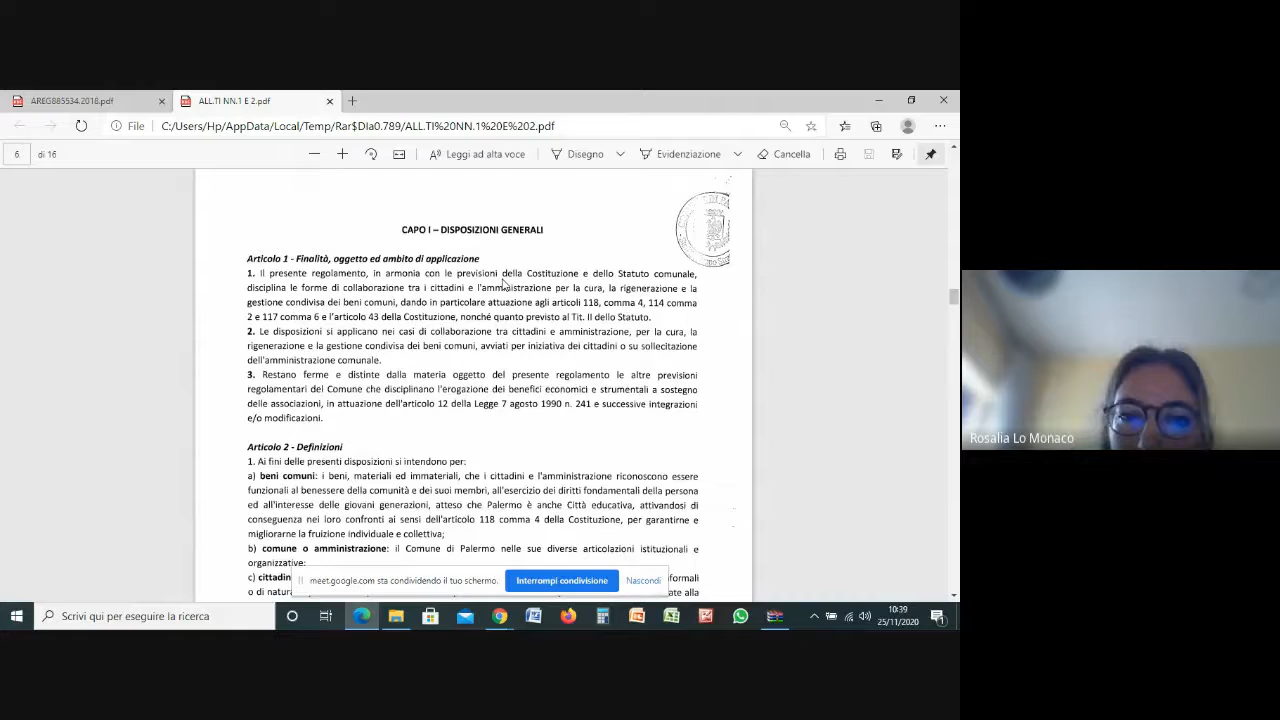 AREG885534.2018.pdf
ALL.TI NN.1 E 2.pdf
File
C:/Users/Hp/AppData/Local/Temp/Rar$DIa0.789/ALL.TI%20NN.1%20E%202.pdf
6 di 16
Leggi ad alta voce
Disegno
Evidenziazione
Cancella
CAPO I – DISPOSIZIONI GENERALI
Articolo 1 - Finalità, oggetto ed ambito di applicazione
1. Il presente regolamento, in armonia con le previsioni della Costituzione e dello Statuto comunale,
disciplina le forme di collaborazione tra i cittadini e l'amministrazione per la cura, la rigenerazione e la
gestione condivisa dei beni comuni, dando in particolare attuazione agli articoli 118, comma 4, 114 comma
2 e 117 comma 6 e l'articolo 43 della Costituzione, nonché quanto previsto al Tit. II dello Statuto.
2. Le disposizioni si applicano nei casi di collaborazione tra cittadini e amministrazione, per la cura, la
rigenerazione e la gestione condivisa dei beni comuni, avviati per iniziativa dei cittadini o su sollecitazione
dell'amministrazione comunale.
3. Restano ferme e distinte dalla materia oggetto del presente regolamento le altre previsioni
regolamentari del Comune che disciplinano l'erogazione dei benefici economici e strumentali a sostegno
delle associazioni, in attuazione dell'articolo 12 della Legge 7 agosto 1990 n. 241 e successive integrazioni
e/o modificazioni.
Articolo 2 - Definizioni
1. Ai fini delle presenti disposizioni si intendono per:
a) beni comuni: i beni, materiali ed immateriali, che i cittadini e l'amministrazione riconoscono essere
funzionali al benessere della comunità e dei suoi membri, all'esercizio dei diritti fondamentali della persona
ed all'interesse delle giovani generazioni, atteso che Palermo è anche Città educativa, attivandosi di
conseguenza nei loro confronti ai sensi dell'articolo 118 comma 4 della Costituzione, per garantirne e
migliorarne la fruizione individuale e collettiva;
b) comune o amministrazione: il Comune di Palermo nelle sue diverse articolazioni istituzionali e
organizzative;
c) cittadin
meet.google.com sta condividendo il tuo schermo.
Interrompi condivisione
Nascondi
Scrivi qui per eseguire la ricerca
10:39
25/11/2020
Rosalia Lo Monaco